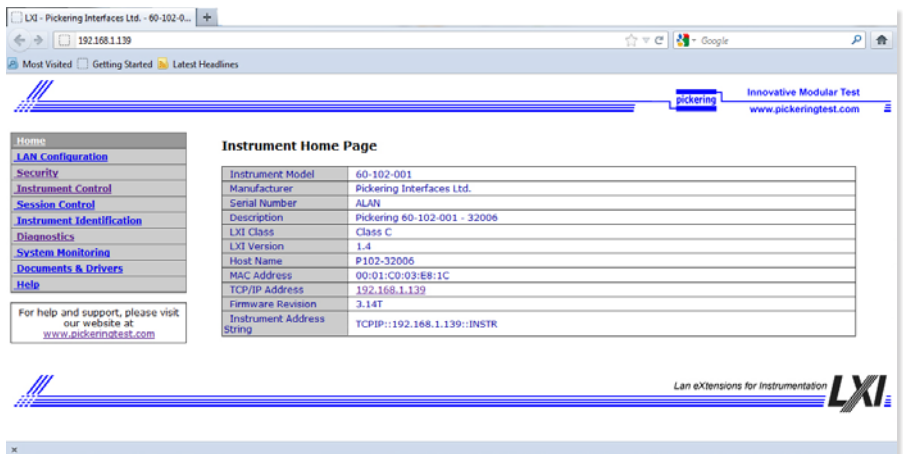 LXI - Pickering Interfaces Ltd. - 60-102-0...
192.168.1.139
Google
Most Visited Getting Started Latest Headlines
pickering
Innovative Modular Test
www.pickeringtest.com
Home
LAN Configuration
Security
Instrument Control
Session Control
Instrument Identification
Diagnostics
System Monitoring
Documents & Drivers
Help
For help and support, please visit
our website at
www.pickeringtest.com
Instrument Home Page
Instrument Model 60-102-001
Manufacturer Pickering Interfaces Ltd.
Serial Number ALAN
Description Pickering 60-102-001 - 32006
LXI Class Class C
LXI Version 1.4
Host Name P102-32006
MAC Address 00:01:C0:03:E8:1C
TCP/IP Address 192.168.1.139
Firmware Revision 3.14T
Instrument Address String TCPIP::192.168.1.139::INSTR
Lan eXtensions for Instrumentation
LXI